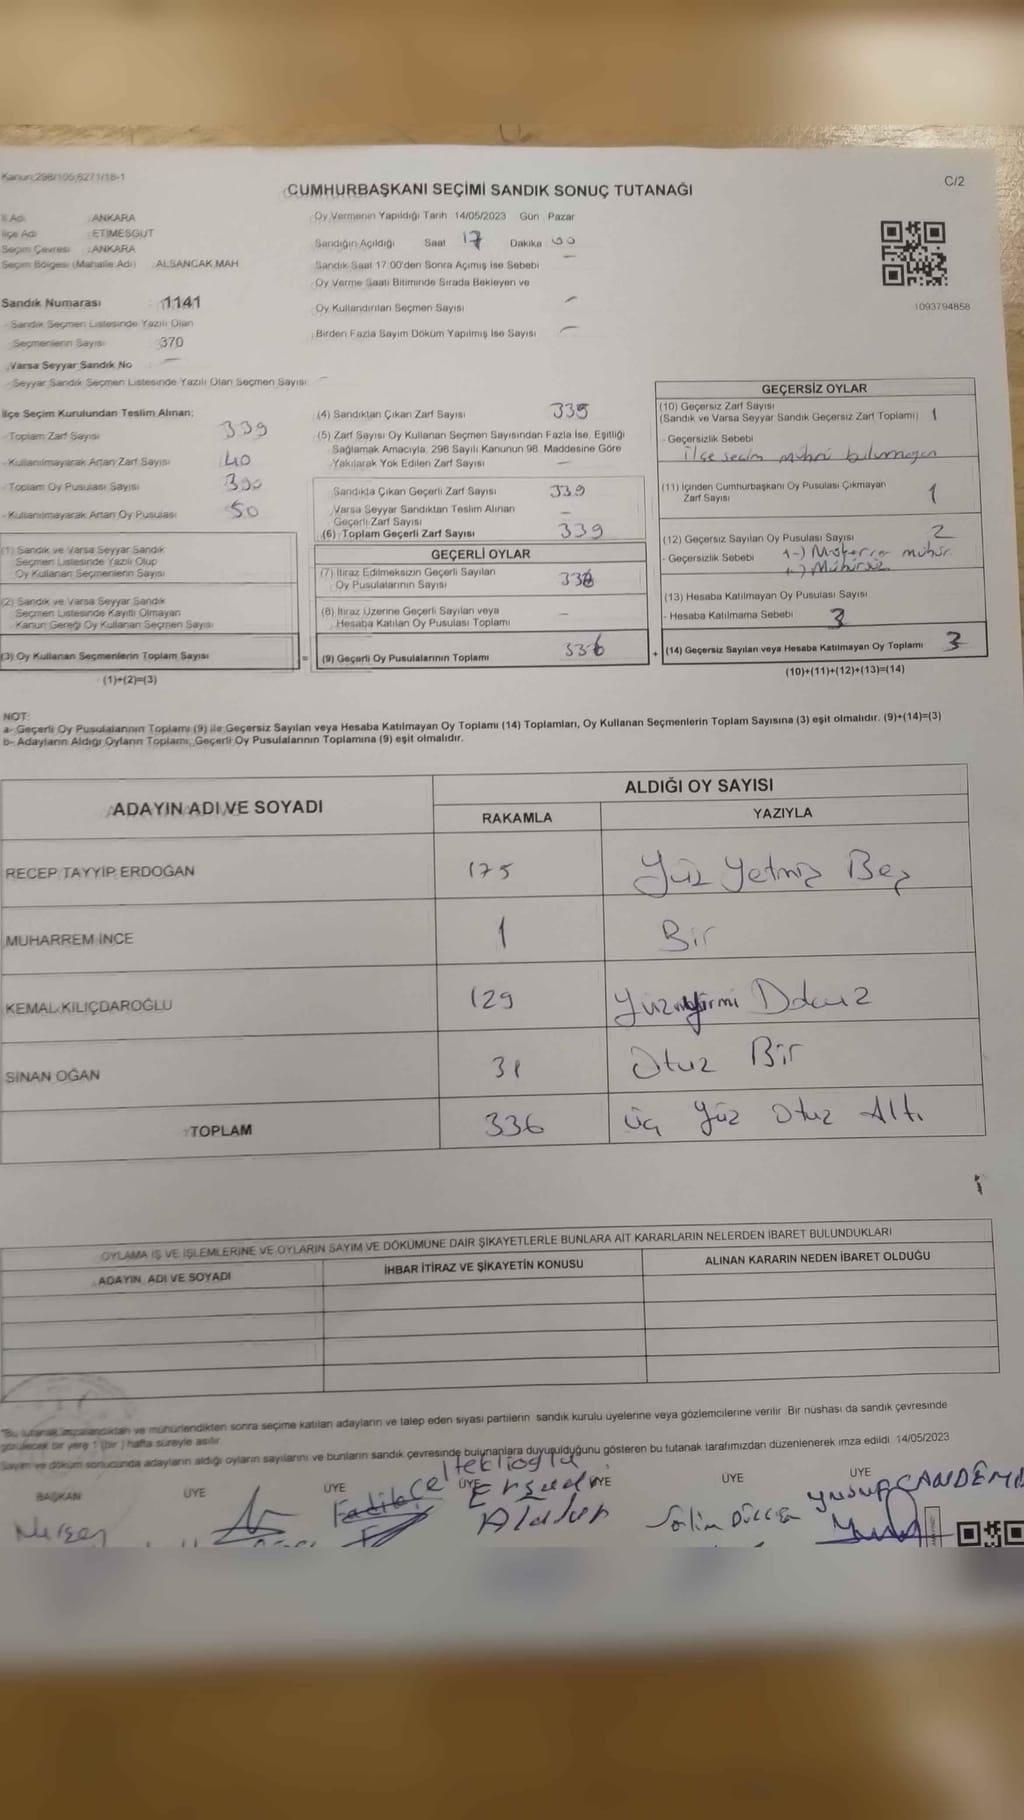 Kanun:298/105,6271/18-1
C/2
CUMHURBAŞKANI SEÇİMİ SANDIK SONUÇ TUTANAĞI
İl Adı :ANKARA
İlçe Adı :ETİMESGUT
Seçim Çevresi :ANKARA
Seçim Bölgesi (Mahalle Adı) :ALSANCAK MAH
Sandık Numarası : 1141
- Sandık Seçmen Listesinde Yazılı Olan
Seçmenlerin Sayısı : 370
Varsa Seyyar Sandık No
- Seyyar Sandık Seçmen Listesinde Yazılı Olan Seçmen Sayısı:
Oy Vermenin Yapıldığı Tarih 14/05/2023 Gün Pazar
Sandığın Açıldığı Saat 17 Dakika 00
Sandık Saat 17:00'den Sonra Açılmış İse Sebebi
Oy Verme Saati Bitiminde Sırada Bekleyen ve
Oy Kullandırılan Seçmen Sayısı
Birden Fazla Sayım Döküm Yapılmış İse Sayısı
1093794858
İlçe Seçim Kurulundan Teslim Alınan;
- Toplam Zarf Sayısı 339
- Kullanılmayarak Artan Zarf Sayısı 40
- Toplam Oy Pusulası Sayısı 390
- Kullanılmayarak Artan Oy Pusulası 50
(1) Sandık ve Varsa Seyyar Sandık
Seçmen Listesinde Yazılı Olup
Oy Kullanan Seçmenlerin Sayısı
(2) Sandık ve Varsa Seyyar Sandık
Seçmen Listesinde Kayıtlı Olmayan
Kanun Gereği Oy Kullanan Seçmen Sayısı
(3) Oy Kullanan Seçmenlerin Toplam Sayısı
(1)+(2)=(3)
(4) Sandıktan Çıkan Zarf Sayısı 339
(5) Zarf Sayısı Oy Kullanan Seçmen Sayısından Fazla İse, Eşitliği
Sağlamak Amacıyla, 298 Sayılı Kanunun 98. Maddesine Göre
Yakılarak Yok Edilen Zarf Sayısı –
Sandıkta Çıkan Geçerli Zarf Sayısı 339
Varsa Seyyar Sandıktan Teslim Alınan
Geçerli Zarf Sayısı –
(6) Toplam Geçerli Zarf Sayısı 339
GEÇERLİ OYLAR
(7) İtiraz Edilmeksizin Geçerli Sayılan
Oy Pusulalarının Sayısı 336
(8) İtiraz Üzerine Geçerli Sayılan veya
Hesaba Katılan Oy Pusulası Toplamı –
= (9) Geçerli Oy Pusulalarının Toplamı 336
GEÇERSİZ OYLAR
(10) Geçersiz Zarf Sayısı
(Sandık ve Varsa Seyyar Sandık Geçersiz Zarf Toplamı) 1
- Geçersizlik Sebebi
ilçe seçim mührü bulunmayan
(11) İçinden Cumhurbaşkanı Oy Pusulası Çıkmayan
Zarf Sayısı 1
(12) Geçersiz Sayılan Oy Pusulası Sayısı 2
- Geçersizlik Sebebi 1-) mühür
Mühürsüz
(13) Hesaba Katılmayan Oy Pusulası Sayısı
- Hesaba Katılmama Sebebi 3
+ (14) Geçersiz Sayılan veya Hesaba Katılmayan Oy Toplamı 3
(10)+(11)+(12)+(13)=(14)
NOT:
a- Geçerli Oy Pusulalarının Toplamı (9) ile Geçersiz Sayılan veya Hesaba Katılmayan Oy Toplamı (14) Toplamları, Oy Kullanan Seçmenlerin Toplam Sayısına (3) eşit olmalıdır. (9)+(14)=(3)
b- Adayların Aldığı Oyların Toplamı, Geçerli Oy Pusulalarının Toplamına (9) eşit olmalıdır.
ADAYIN ADI VE SOYADI
ALDIĞI OY SAYISI
RAKAMLA YAZIYLA
RECEP TAYYİP ERDOĞAN 175 Yüz Yetmiş Beş
MUHARREM İNCE 1 Bir
KEMAL KILIÇDAROĞLU 129 Yüzyirmi Dokuz
SİNAN OĞAN 31 Otuz Bir
TOPLAM 336 Üç Yüz Otuz Altı
OYLAMA İŞ VE İŞLEMLERİNE VE OYLARIN SAYIM VE DÖKÜMÜNE DAİR ŞİKAYETLERLE BUNLARA AİT KARARLARIN NELERDEN İBARET BULUNDUKLARI
ADAYIN ADI VE SOYADI İHBAR İTİRAZ VE ŞİKAYETİN KONUSU ALINAN KARARIN NEDEN İBARET OLDUĞU
"Bu tutanak imzalandıktan ve mühürlendikten sonra seçime katılan adayların ve talep eden siyasi partilerin sandık kurulu üyelerine veya gözlemcilerine verilir. Bir nüshası da sandık çevresinde
görülecek bir yere 1 (bir) hafta süreyle asılır.
Sayım ve döküm sonucunda adayların aldığı oyların sayılarını ve bunların sandık çevresinde bulunanlara duyurulduğunu gösteren bu tutanak tarafımızdan düzenlenerek imza edildi. 14/05/2023
BAŞKAN ÜYE ÜYE ÜYE ÜYE ÜYE ÜYE
Salim
Yusuf CANDEMİ